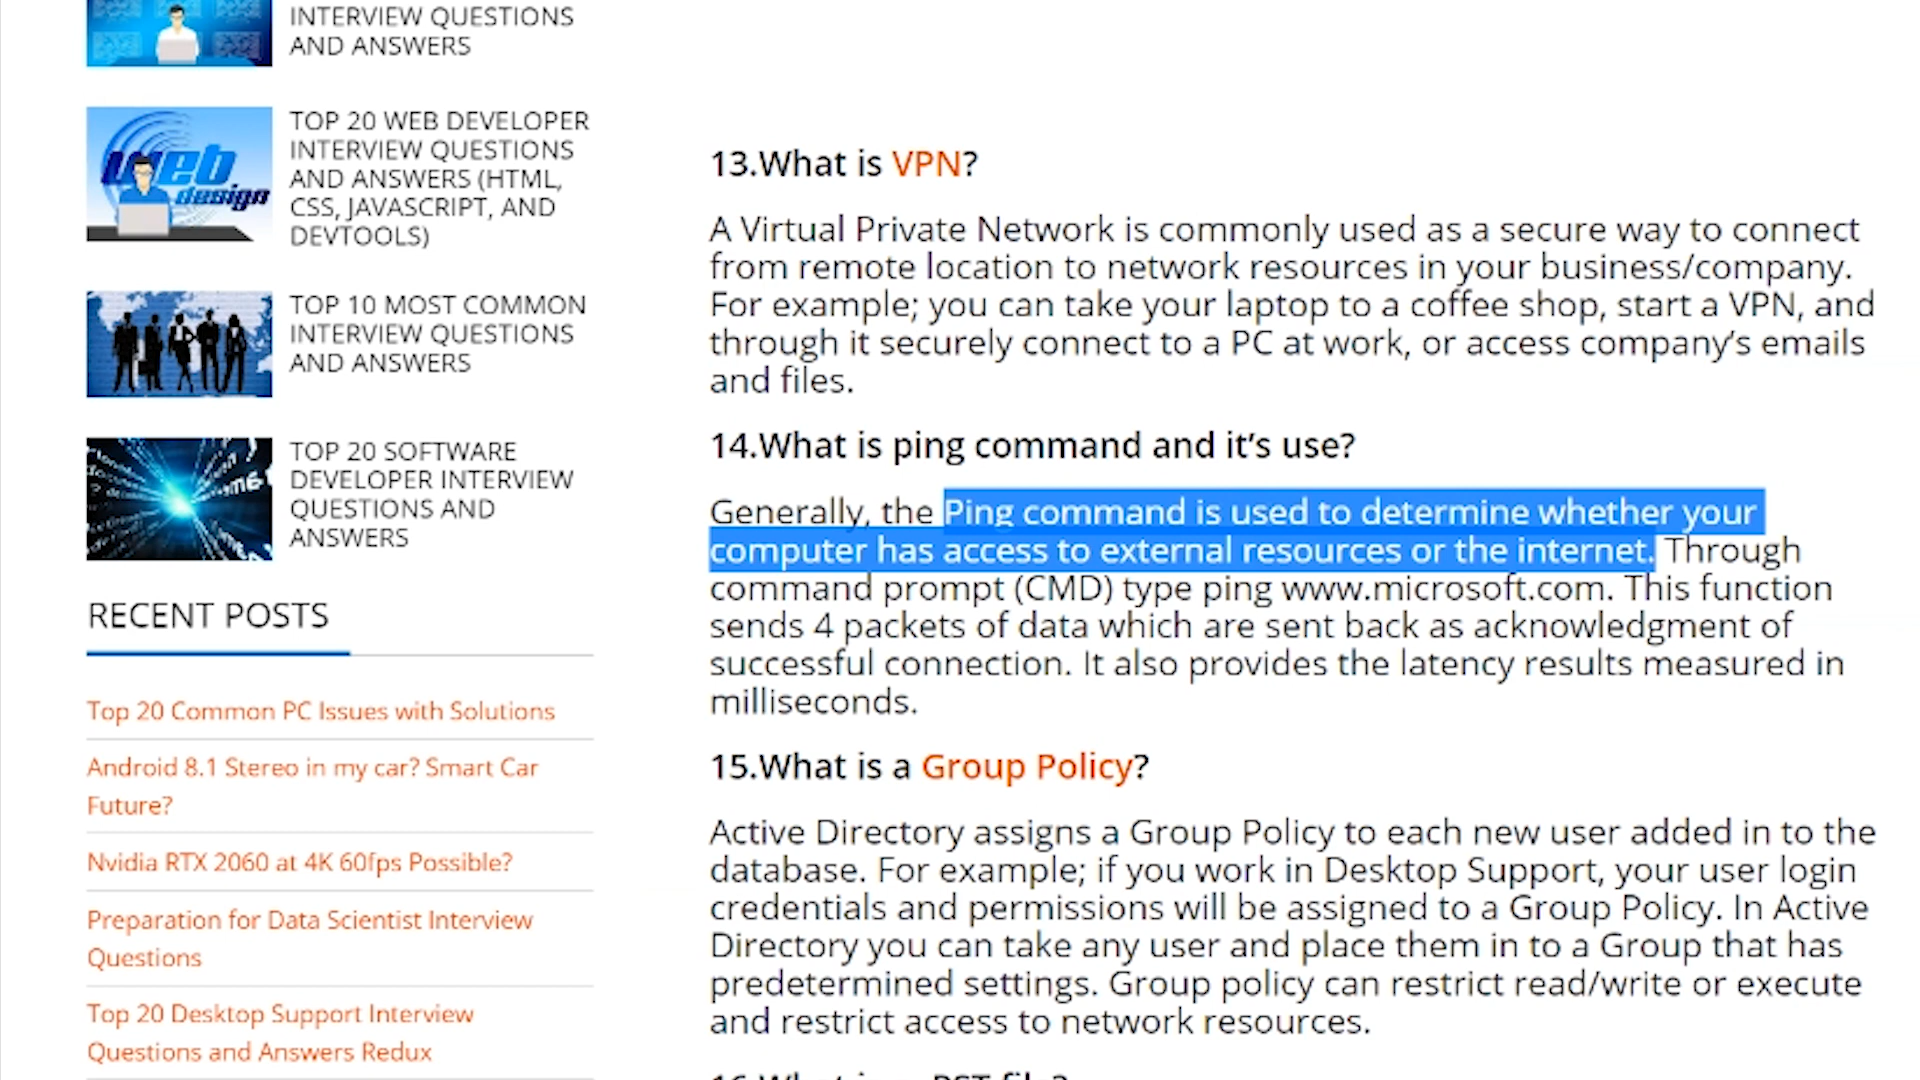 INTERVIEW QUESTIONS
AND ANSWERS
web
design
TOP 20 WEB DEVELOPER
INTERVIEW QUESTIONS
AND ANSWERS (HTML,
CSS, JAVASCRIPT, AND
DEVTOOLS)
TOP 10 MOST COMMON
INTERVIEW QUESTIONS
AND ANSWERS
TOP 20 SOFTWARE
DEVELOPER INTERVIEW
QUESTIONS AND
ANSWERS
RECENT POSTS
Top 20 Common PC Issues with Solutions
Android 8.1 Stereo in my car? Smart Car
Future?
Nvidia RTX 2060 at 4K 60fps Possible?
Preparation for Data Scientist Interview
Questions
Top 20 Desktop Support Interview
Questions and Answers Redux
13.What is VPN?
A Virtual Private Network is commonly used as a secure way to connect
from remote location to network resources in your business/company.
For example; you can take your laptop to a coffee shop, start a VPN, and
through it securely connect to a PC at work, or access company’s emails
and files.
14.What is ping command and it’s use?
Generally, the Ping command is used to determine whether your
computer has access to external resources or the internet. Through
command prompt (CMD) type ping www.microsoft.com. This function
sends 4 packets of data which are sent back as acknowledgment of
successful connection. It also provides the latency results measured in
milliseconds.
15.What is a Group Policy?
Active Directory assigns a Group Policy to each new user added in to the
database. For example; if you work in Desktop Support, your user login
credentials and permissions will be assigned to a Group Policy. In Active
Directory you can take any user and place them in to a Group that has
predetermined settings. Group policy can restrict read/write or execute
and restrict access to network resources.